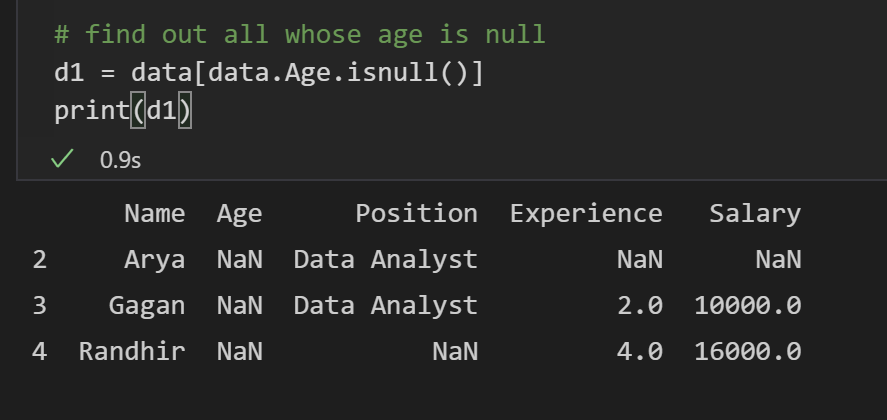 # find out all whose age is null
d1 = data[data.Age.isnull()]
print(d1)
0.9s
Name Age Position Experience Salary
2 Arya NaN Data Analyst NaN NaN
3 Gagan NaN Data Analyst 2.0 10000.0
4 Randhir NaN NaN 4.0 16000.0